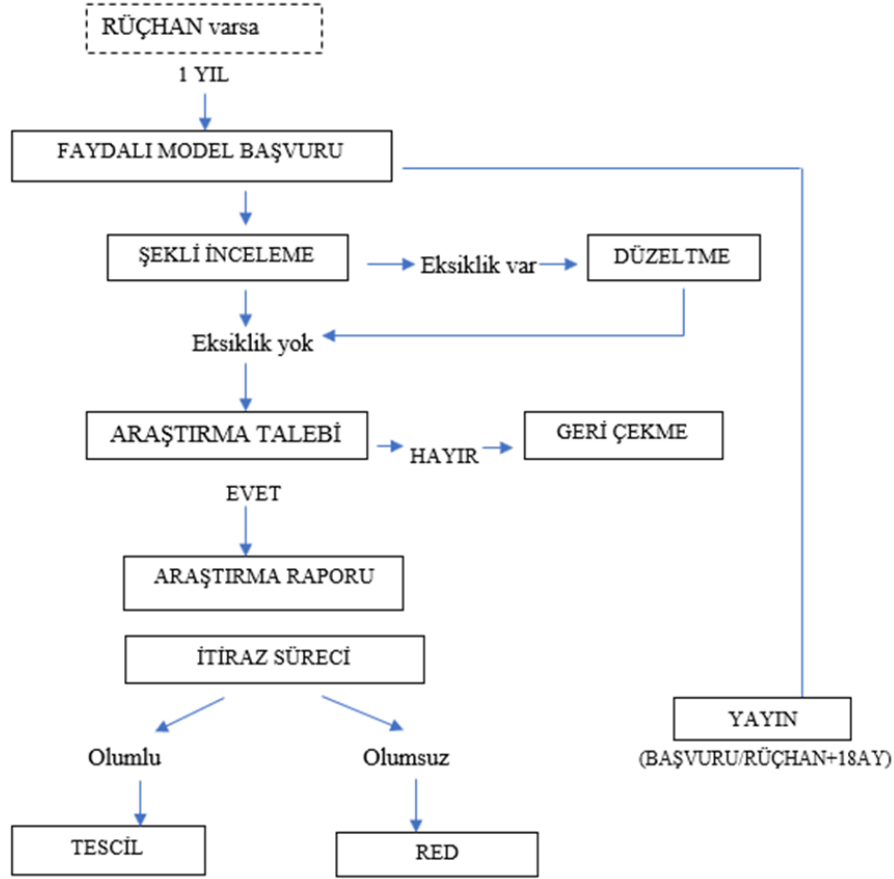 RÜÇHAN varsa
1 YIL
FAYDALI MODEL BAŞVURU
ŞEKLİ İNCELEME
Eksiklik var
DÜZELTME
Eksiklik yok
ARAŞTIRMA TALEBİ
HAYIR
GERİ ÇEKME
EVET
ARAŞTIRMA RAPORU
İTİRAZ SÜRECİ
YAYIN
(BAŞVURU/RÜÇHAN+18AY)
Olumlu
Olumsuz
TESCİL
RED